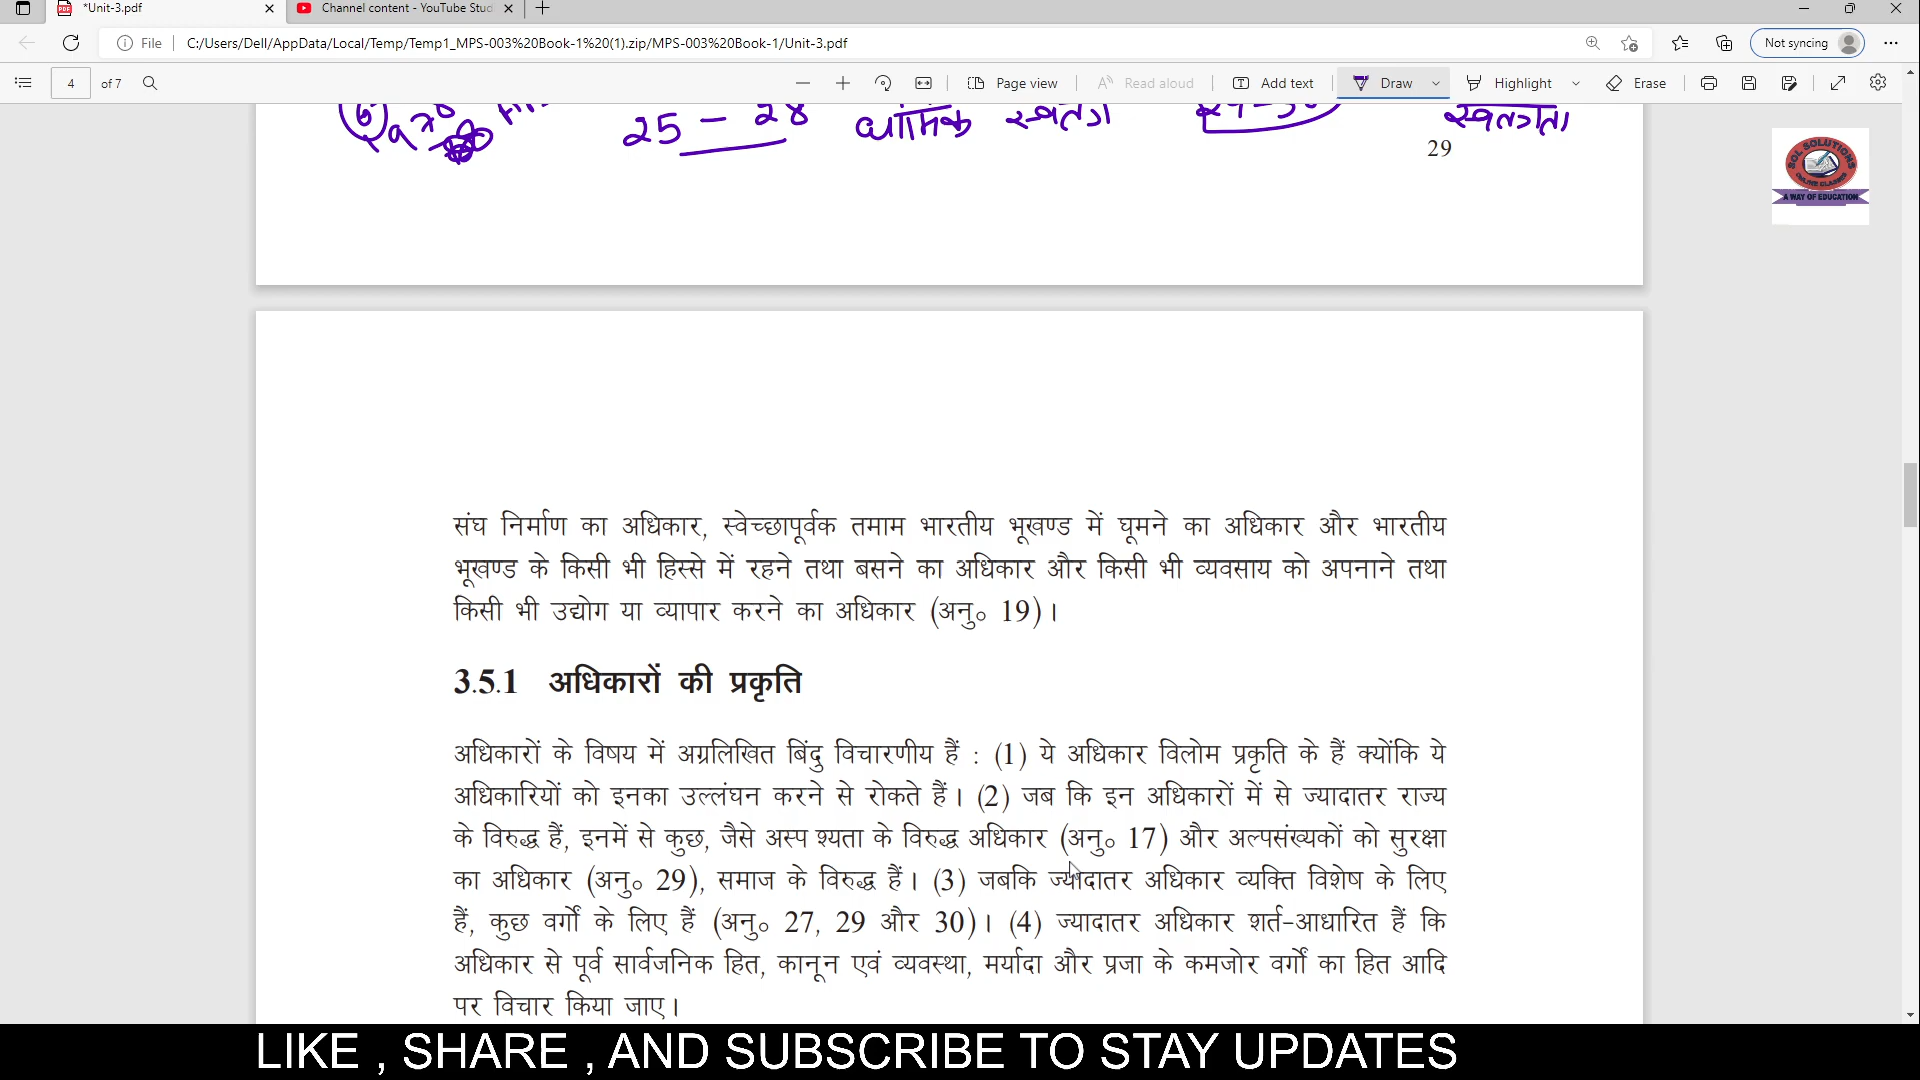 *Unit-3.pdf
Channel content - YouTube Stud
File
C:/Users/Dell/AppData/Local/Temp/Temp1_MPS-003%20Book-1%20(1).zip/MPS-003%20Book-1/Unit-3.pdf
Not syncing
4 of 7
Page view
Read aloud
Add text
Draw
Highlight
Erase
25 – 28 धार्मिक
29
SOL SOLUTIONS
ONLINE CLASSES
A WAY OF EDUCATION
संघ निर्माण का अधिकार, स्वेच्छापूर्वक तमाम भारतीय भूखण्ड में घूमने का अधिकार और भारतीय
भूखण्ड के किसी भी हिस्से में रहने तथा बसने का अधिकार और किसी भी व्यवसाय को अपनाने तथा
किसी भी उद्योग या व्यापार करने का अधिकार (अनु० 19)।
3.5.1 अधिकारों की प्रकृति
अधिकारों के विषय में अग्रलिखित बिंदु विचारणीय हैं : (1) ये अधिकार विलोम प्रकृति के हैं क्योंकि ये
अधिकारियों को इनका उल्लंघन करने से रोकते हैं। (2) जब कि इन अधिकारों में से ज्यादातर राज्य
के विरुद्ध हैं, इनमें से कुछ, जैसे अस्प श्यता के विरुद्ध अधिकार (अनु० 17) और अल्पसंख्यकों को सुरक्षा
का अधिकार (अनु० 29), समाज के विरुद्ध हैं। (3) जबकि ज्यादातर अधिकार व्यक्ति विशेष के लिए
हैं, कुछ वर्गों के लिए हैं (अनु० 27, 29 और 30)। (4) ज्यादातर अधिकार शर्त-आधारित हैं कि
अधिकार से पूर्व सार्वजनिक हित, कानून एवं व्यवस्था, मर्यादा और प्रजा के कमजोर वर्गों का हित आदि
पर विचार किया जाए।
LIKE , SHARE , AND SUBSCRIBE TO STAY UPDATES